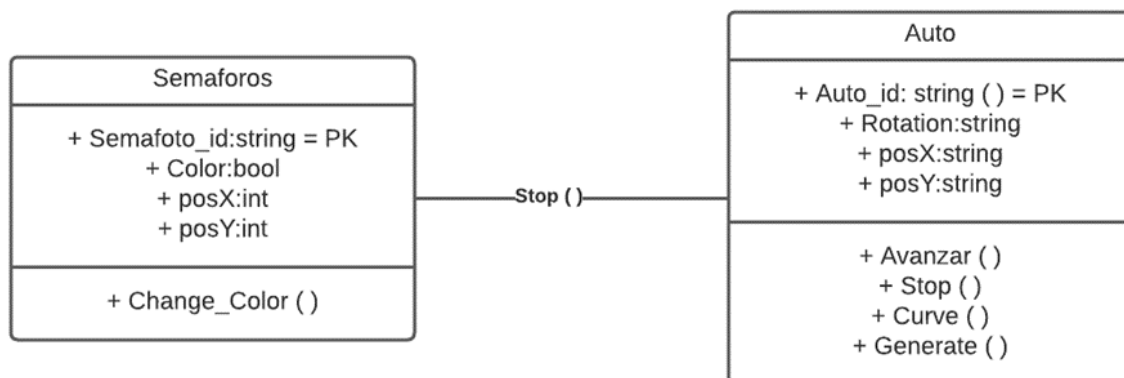 Semaforos
+ Semafoto_id:string = PK
+ Color:bool
+ posX:int
+ posY:int
+ Change_Color ( )
Stop ( )
Auto
+ Auto_id: string ( ) = PK
+ Rotation:string
+ posX:string
+ posY:string
+ Avanzar ( )
+ Stop ( )
+ Curve ( )
+ Generate ( )